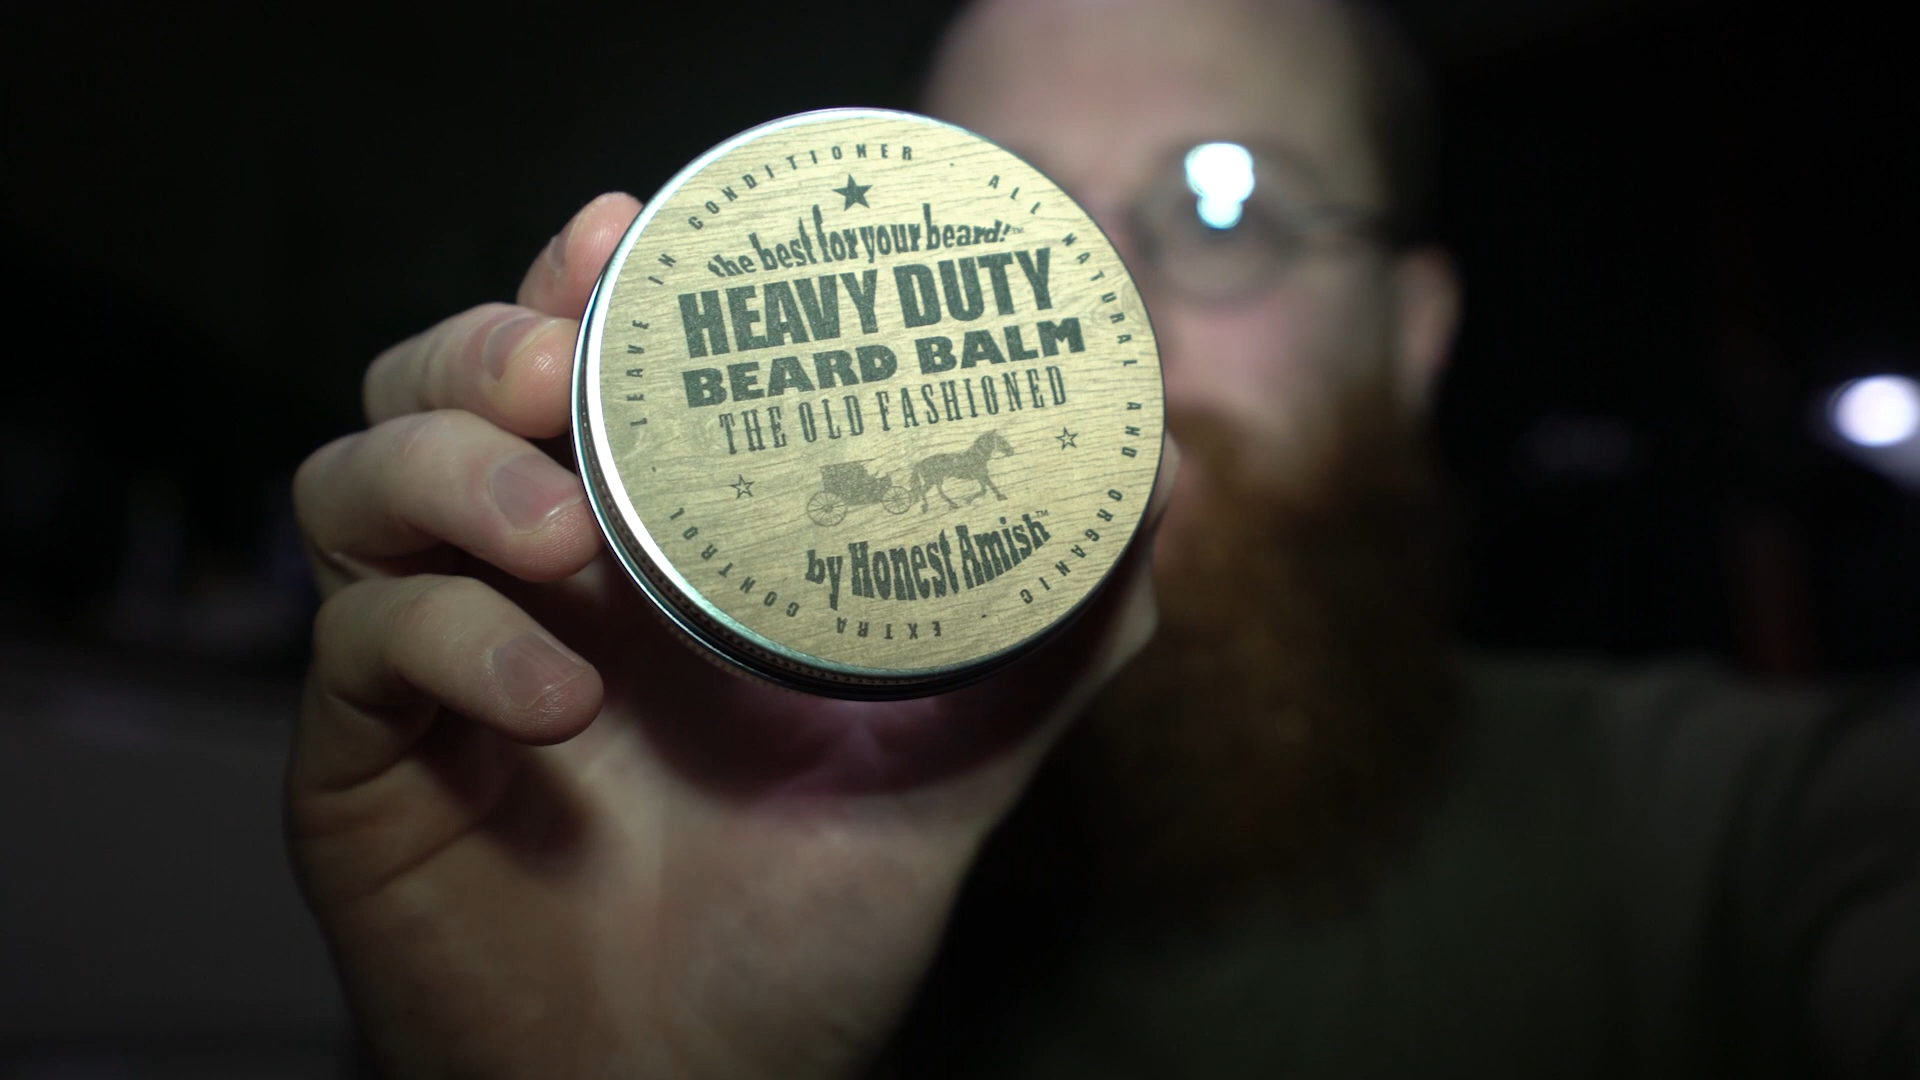 LEAVE IN CONDITIONER · ALL NATURAL AND ORGANIC · EXTRA CONTROL ·
the best for your beard!™
HEAVY DUTY
BEARD BALM
THE OLD FASHIONED
by Honest Amish™